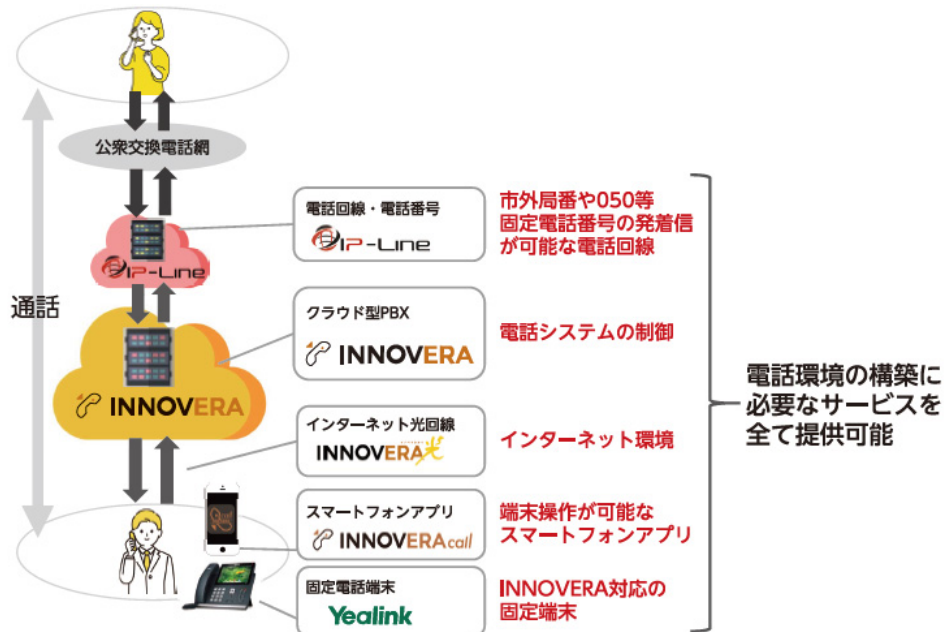 公衆交換電話網
通話
IP-Line
INNOVERA
電話回線・電話番号
IP-Line
市外局番や050等
固定電話番号の発着信
が可能な電話回線
クラウド型PBX
INNOVERA
電話システムの制御
インターネット光回線
INNOVERA光
インターネット環境
スマートフォンアプリ
INNOVERAcall
端末操作が可能な
スマートフォンアプリ
固定電話端末
Yealink
INNOVERA対応の
固定端末
電話環境の構築に
必要なサービスを
全て提供可能